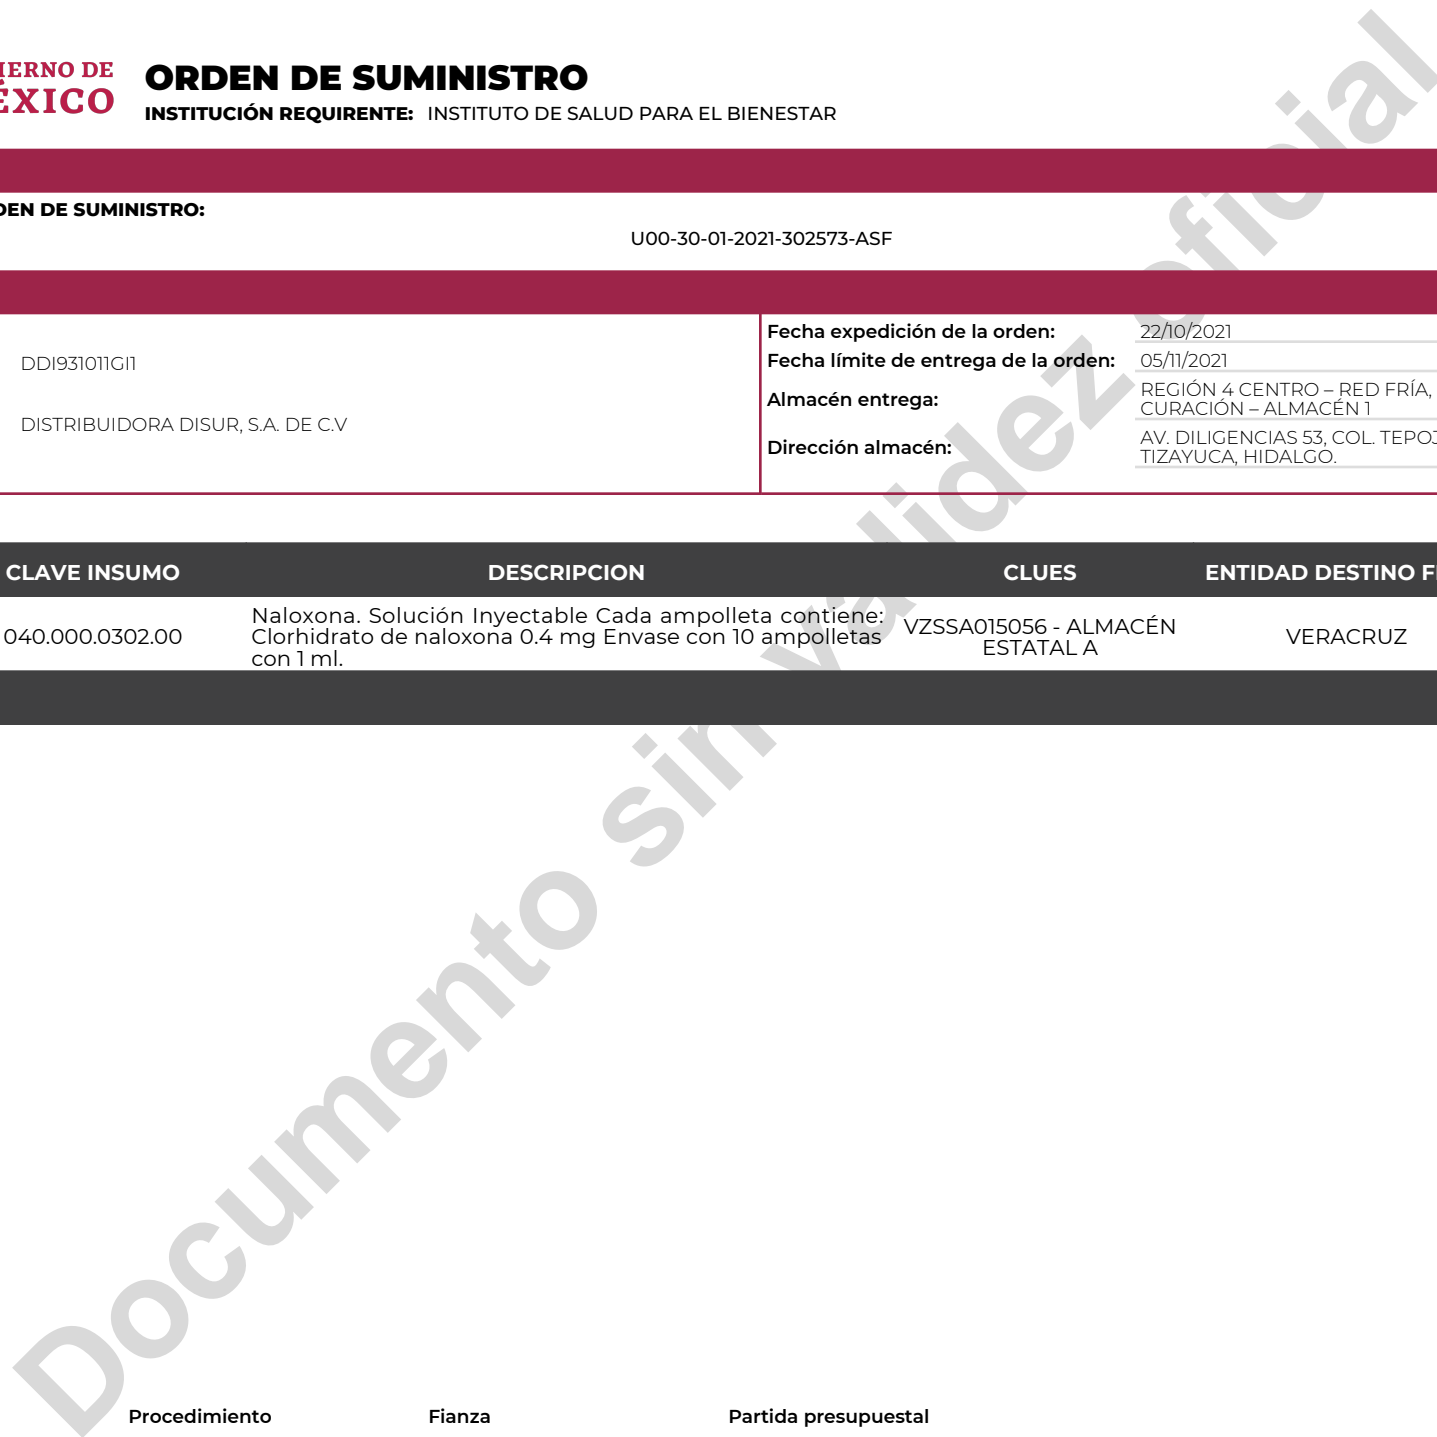 ORDEN DE SUMINISTRO
INSTITUCIÓN REQUIRENTE: INSTITUTO DE SALUD PARA EL BIENESTAR
DE SUMINISTRO:
U00-30-01-2021-302573-ASF
DDI931011GI1
DISTRIBUIDORA DISUR, S.A. DE C.V
Fecha expedición de la orden: 22/10/2021
Fecha límite de entrega de la orden: 05/11/2021
Almacén entrega: REGIÓN 4 CENTRO – RED FRÍA,
CURACIÓN – ALMACÉN 1
Dirección almacén: AV. DILIGENCIAS 53, COL.
TIZAYUCA, HIDALGO.
CLAVE INSUMO DESCRIPCION CLUES ENTIDAD DESTINO
040.000.0302.00
Naloxona. Solución Inyectable Cada ampolleta contiene:
Clorhidrato de naloxona 0.4 mg Envase con 10 ampolletas
con 1 ml.
VZSSA015056 - ALMACÉN
ESTATAL A
VERACRUZ
Documento sin validez oficial
Procedimiento Fianza Partida presupuestal